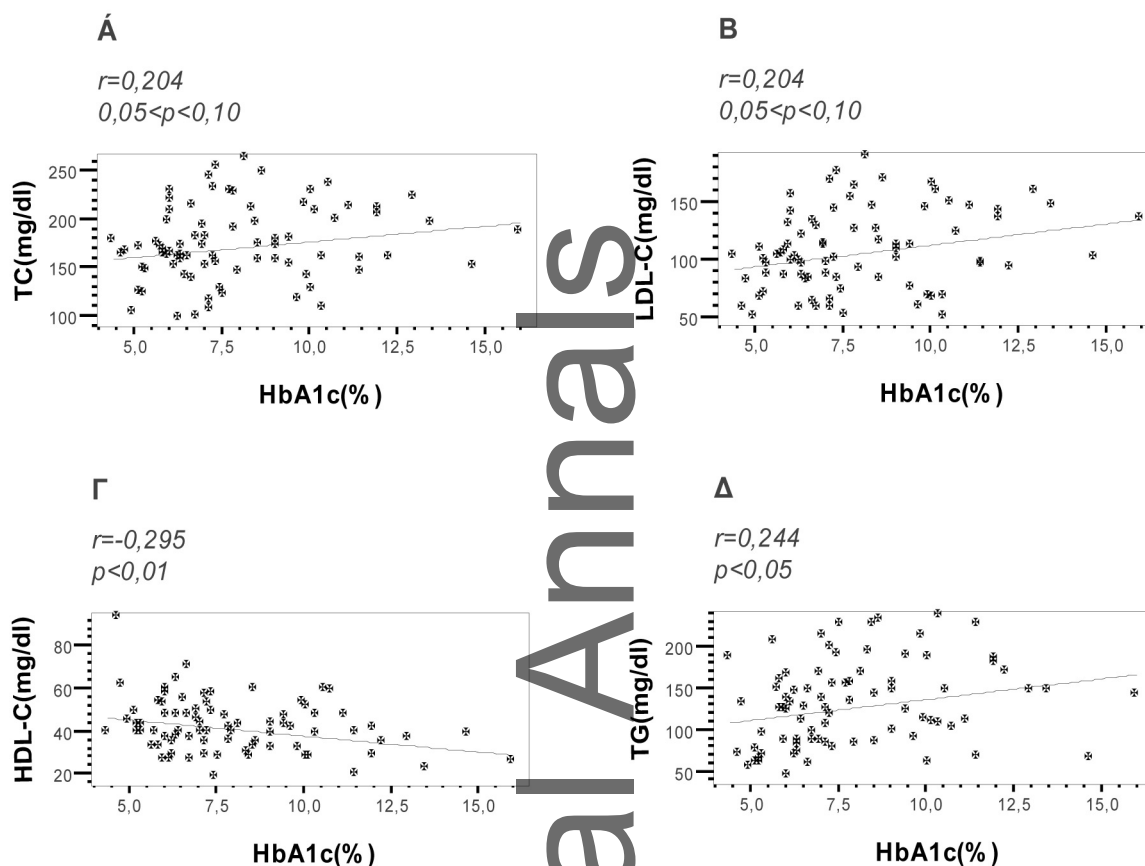 Ά
r=0,204
0,05<p<0,10
TC(mg/dl)
250
200
150
100
5,0 7,5 10,0 12,5 15,0
HbA1c(%)
B
r=0,204
0,05<p<0,10
LDL-C(mg/dl)
150
100
50
5,0 7,5 10,0 12,5 15,0
HbA1c(%)
Γ
r=-0,295
p<0,01
HDL-C(mg/dl)
80
60
40
20
5,0 7,5 10,0 12,5 15,0
HbA1c(%)
Δ
r=0,244
p<0,05
TG(mg/dl)
200
150
100
50
5,0 7,5 10,0 12,5 15,0
HbA1c(%)
al Annals